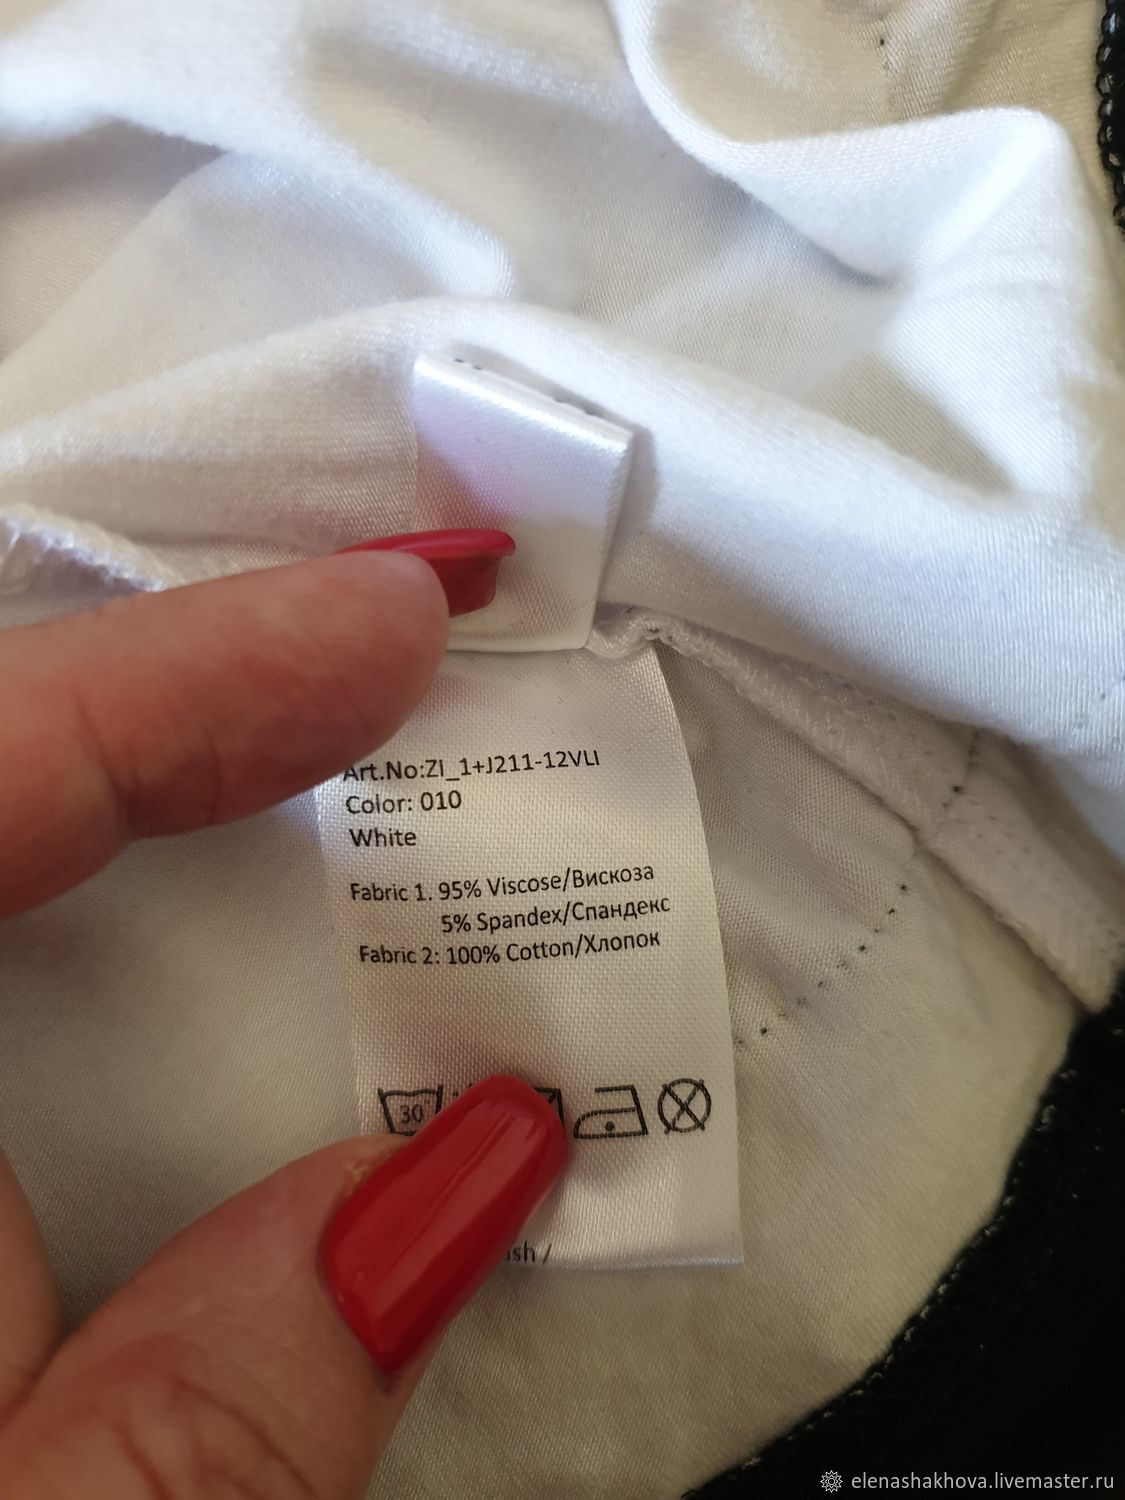 Art.No:ZI_1+J211-12VLI
Color: 010
White
Fabric 1. 95% Viscose/Вискоза
5% Spandex/Спандекс
Fabric 2: 100% Cotton/Хлопок
30°
elenashakhova.livemaster.ru